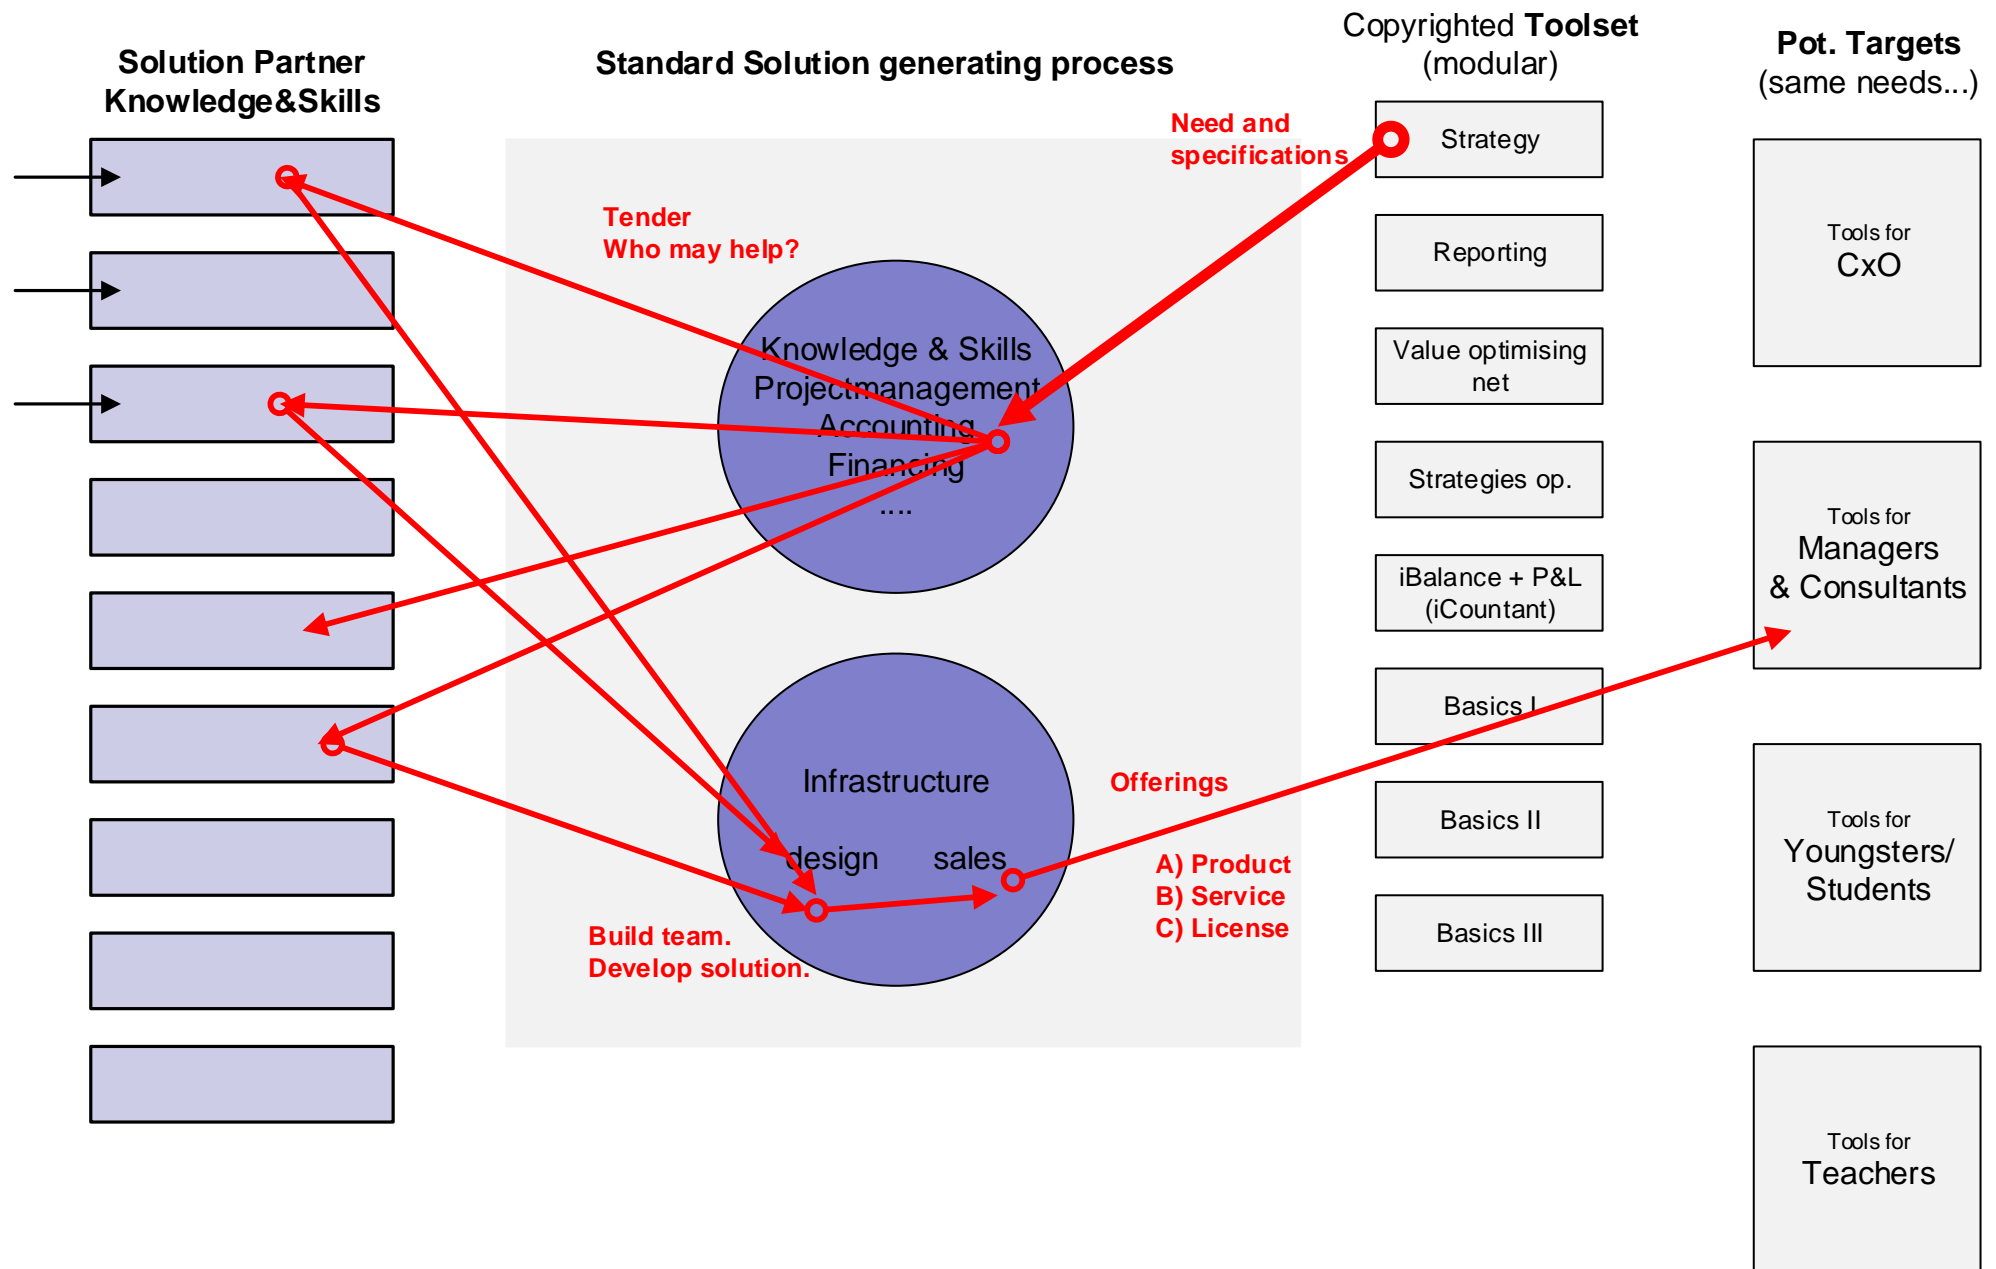 Solution Partner
Knowledge&Skills
Standard Solution generating process
Copyrighted Toolset
(modular)
Pot. Targets
(same needs...)
Need and
specifications
Tender
Who may help?
Knowledge & Skills
Projectmanagement
Accounting
Financing
....
Infrastructure
design sales
Build team.
Develop solution.
Offerings
A) Product
B) Service
C) License
Strategy
Reporting
Value optimising
net
Strategies op.
iBalance + P&L
(iCountant)
Basics I
Basics II
Basics III
Tools for
CxO
Tools for
Managers
& Consultants
Tools for
Youngsters/
Students
Tools for
Teachers